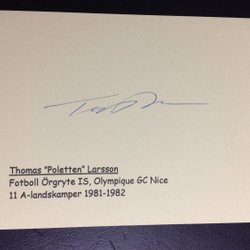 Thomas "Poletten" Larsson
Fotboll Örgryte IS, Olympique GC Nice
11 A-landskamper 1981-1982